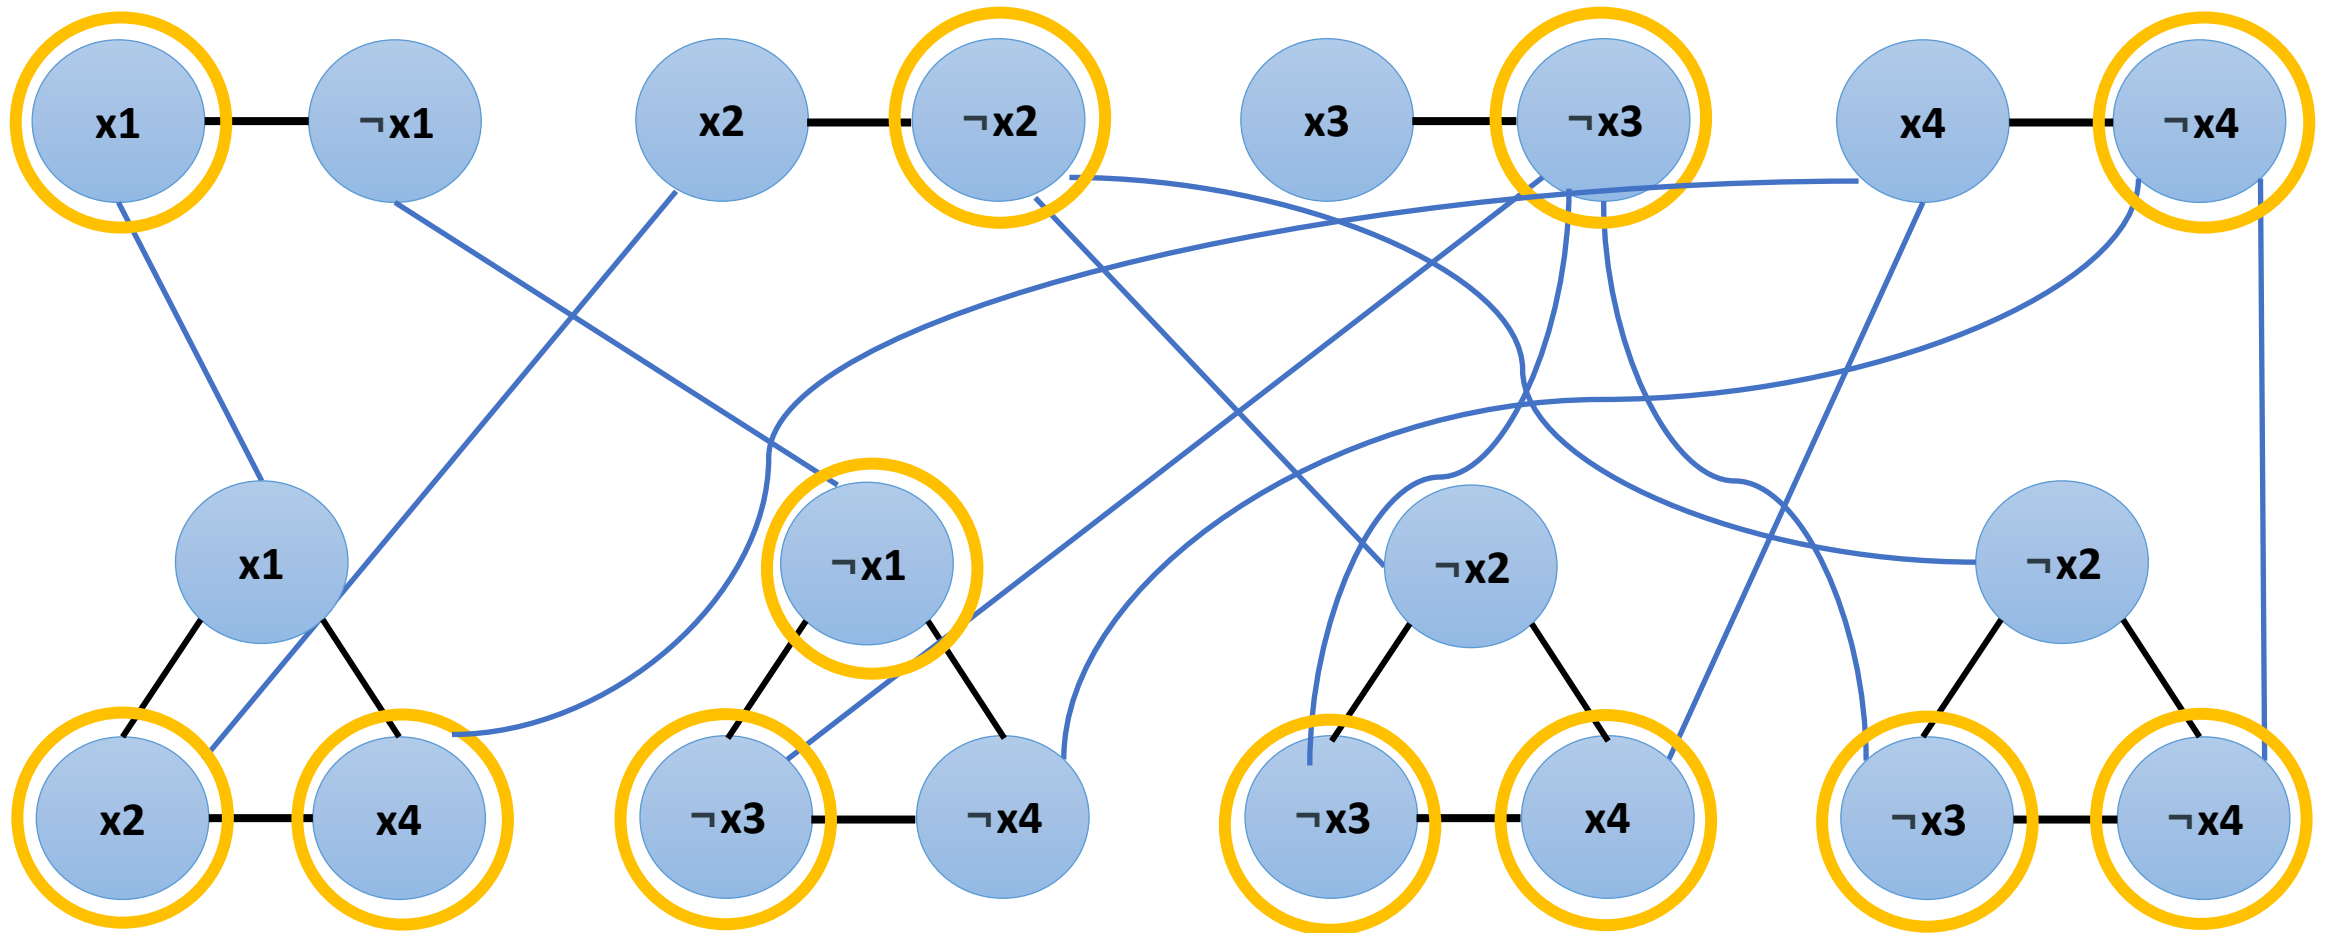 x1 ¬x1 x2 ¬x2 x3 ¬x3 x4 ¬x4
x1 ¬x1 ¬x2 ¬x2
x2 x4 ¬x3 ¬x4 ¬x3 x4 ¬x3 ¬x4